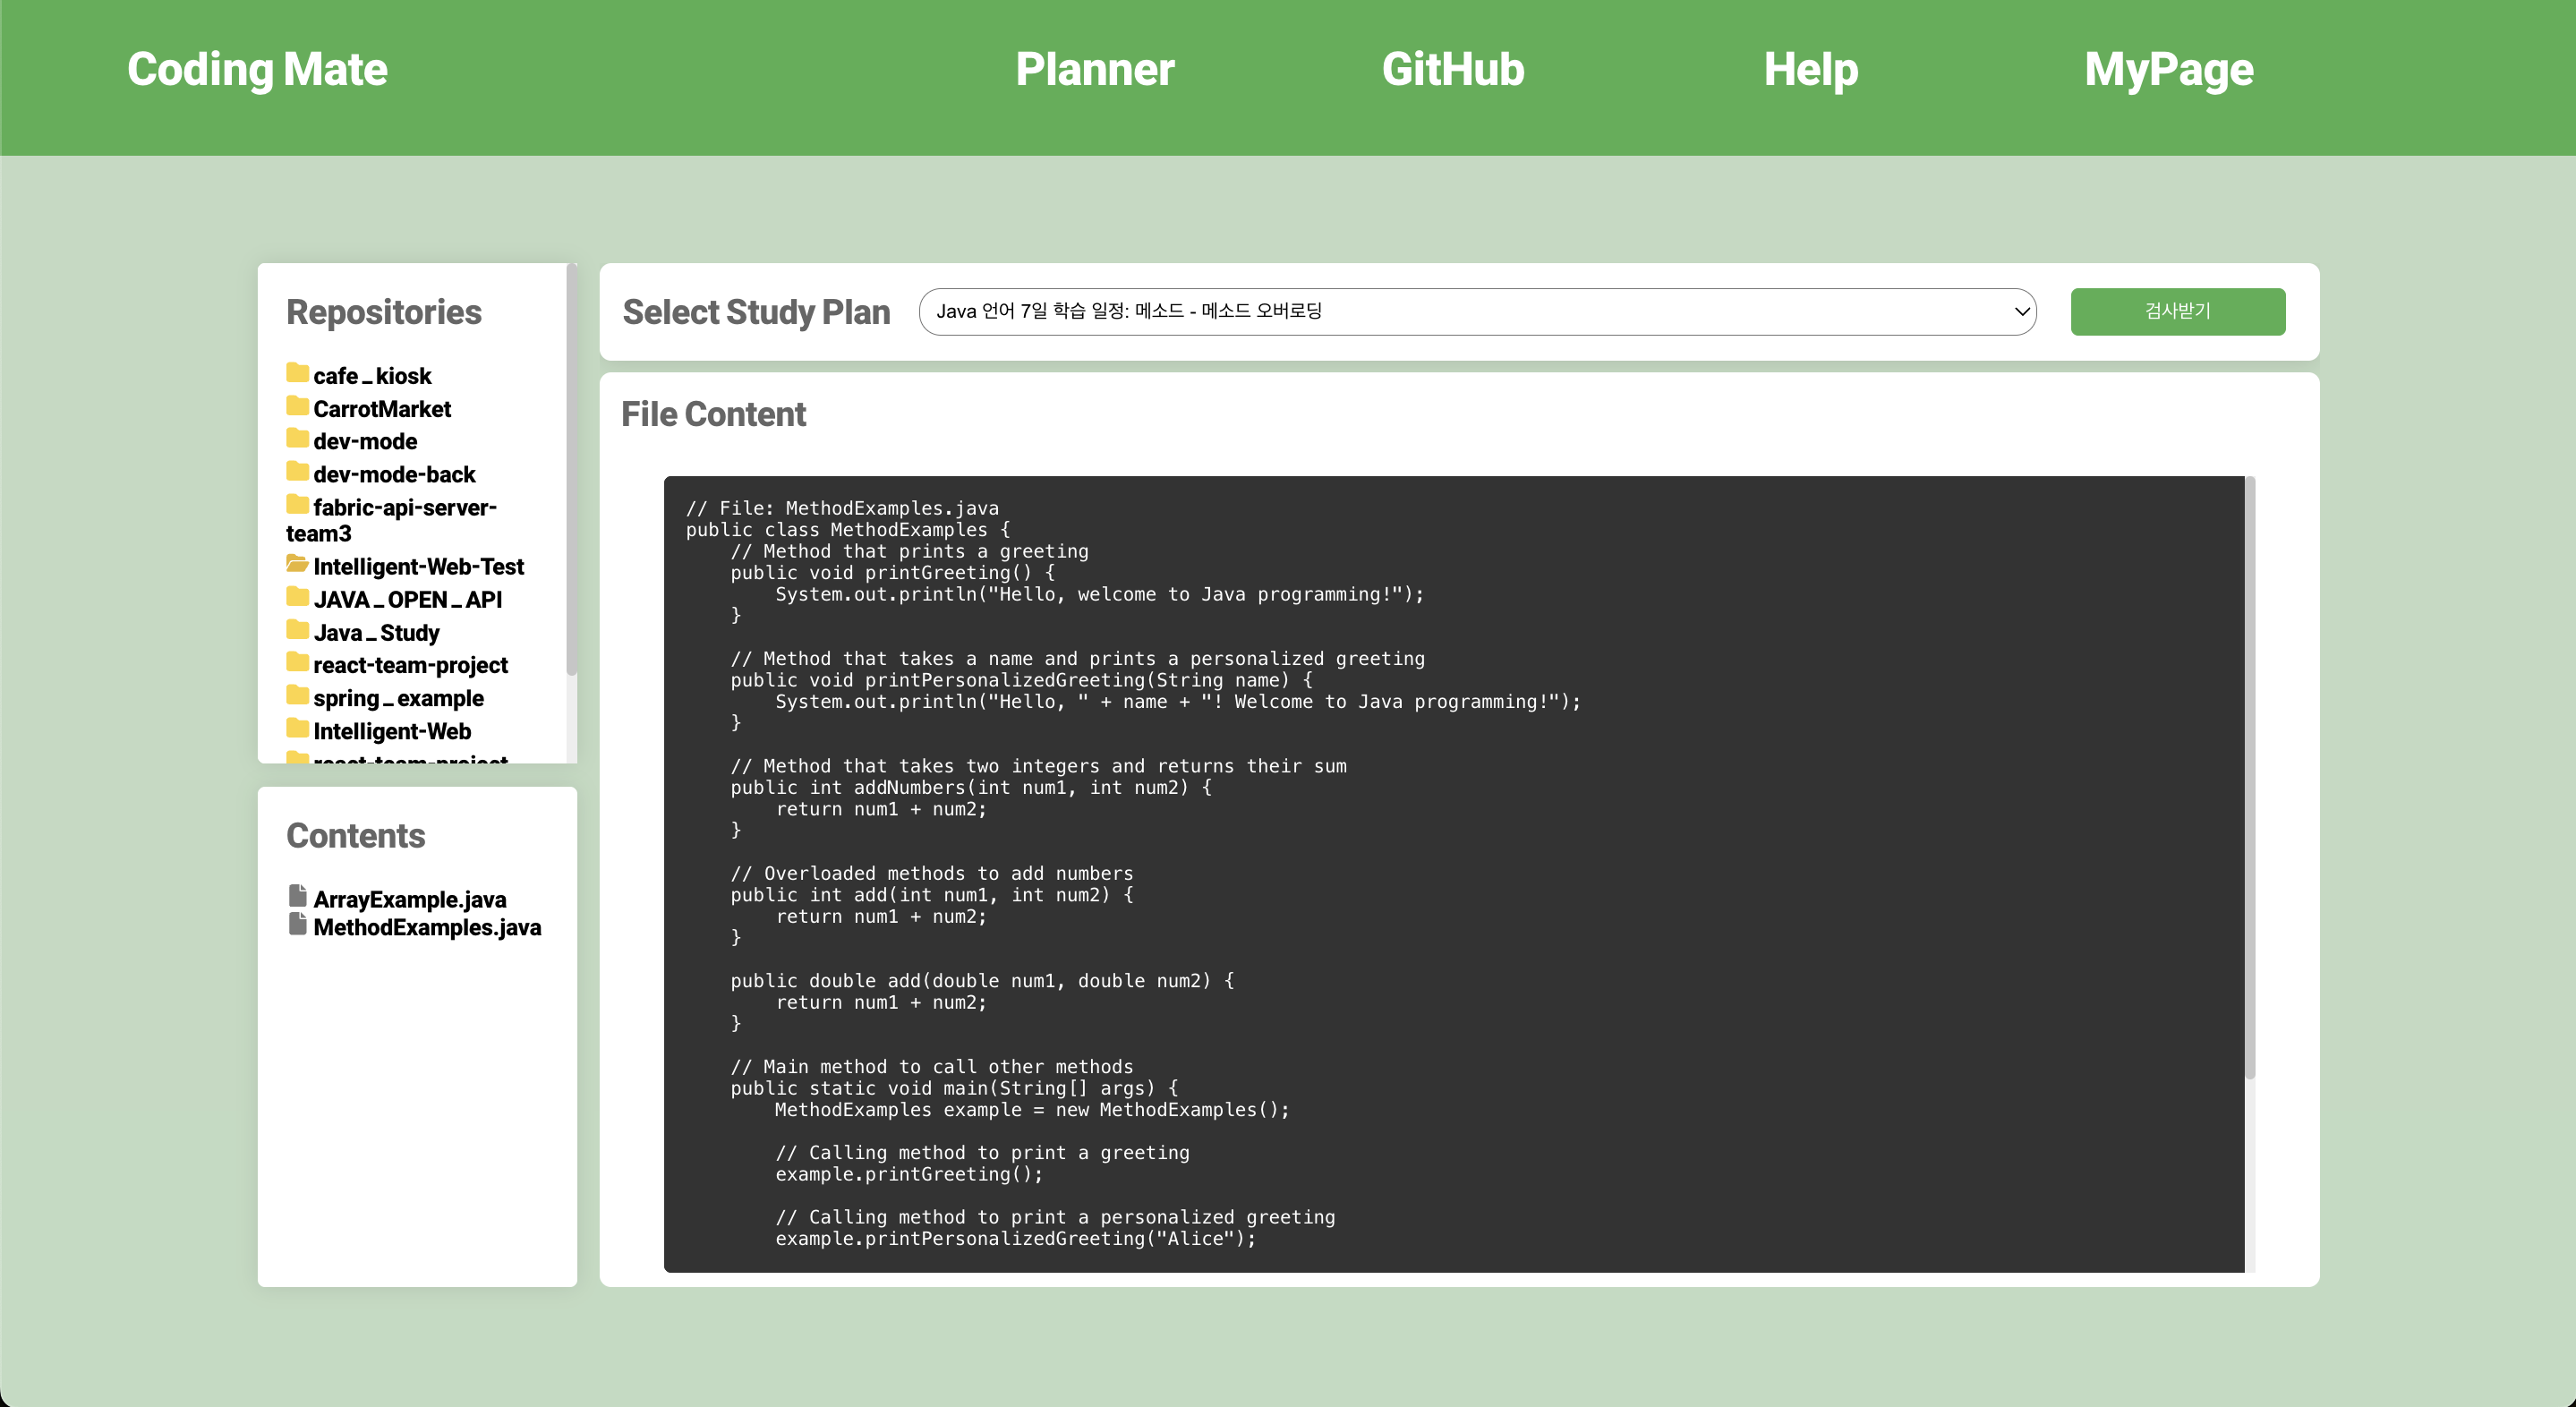 Coding Mate
Planner
GitHub
Help
MyPage
Repositories
cafe_kiosk
CarrotMarket
dev-mode
dev-mode-back
fabric-api-server-
team3
Intelligent-Web-Test
JAVA_OPEN_API
Java_Study
react-team-project
spring_example
Intelligent-Web
react-team-project
Contents
ArrayExample.java
MethodExamples.java
Select Study Plan
Java 언어 7일 학습 일정: 메소드 - 메소드 오버로딩
검사받기
File Content
// File: MethodExamples.java
public class MethodExamples {
    // Method that prints a greeting
    public void printGreeting() {
        System.out.println("Hello, welcome to Java programming!");
    }
    // Method that takes a name and prints a personalized greeting
    public void printPersonalizedGreeting(String name) {
        System.out.println("Hello, " + name + "! Welcome to Java programming!");
    }
    // Method that takes two integers and returns their sum
    public int addNumbers(int num1, int num2) {
        return num1 + num2;
    }
    // Overloaded methods to add numbers
    public int add(int num1, int num2) {
        return num1 + num2;
    }
    public double add(double num1, double num2) {
        return num1 + num2;
    }
    // Main method to call other methods
    public static void main(String[] args) {
        MethodExamples example = new MethodExamples();
        // Calling method to print a greeting
        example.printGreeting();
        // Calling method to print a personalized greeting
        example.printPersonalizedGreeting("Alice");